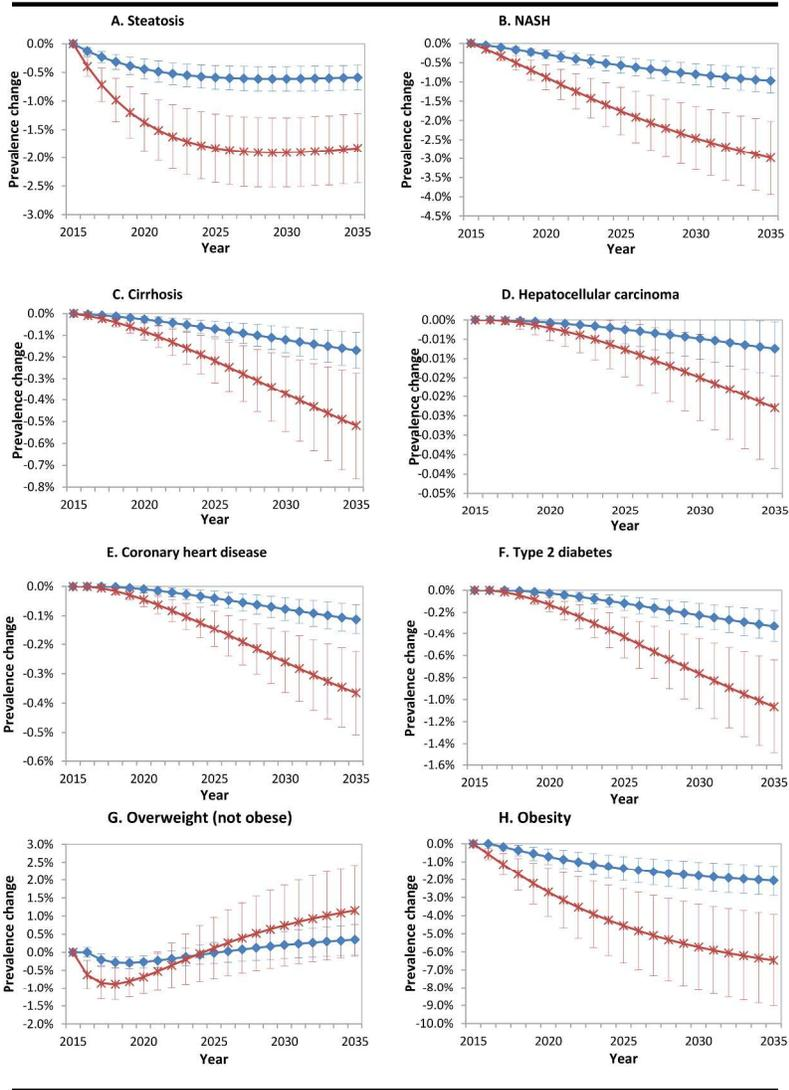 A. Steatosis
Prevalence change
0.0%
-0.5%
-1.0%
-1.5%
-2.0%
-2.5%
-3.0%
2015 2020 2025 2030 2035
Year
B. NASH
Prevalence change
0.0%
-0.5%
-1.0%
-1.5%
-2.0%
-2.5%
-3.0%
-3.5%
-4.0%
-4.5%
2015 2020 2025 2030 2035
Year
C. Cirrhosis
Prevalence change
0.0%
-0.1%
-0.2%
-0.3%
-0.4%
-0.5%
-0.6%
-0.7%
-0.8%
2015 2020 2025 2030 2035
Year
D. Hepatocellular carcinoma
Prevalence change
0.00%
-0.01%
-0.01%
-0.02%
-0.02%
-0.03%
-0.03%
-0.04%
-0.04%
-0.05%
2015 2020 2025 2030 2035
Year
E. Coronary heart disease
Prevalence change
0.0%
-0.1%
-0.2%
-0.3%
-0.4%
-0.5%
-0.6%
2015 2020 2025 2030 2035
Year
F. Type 2 diabetes
Prevalence change
0.0%
-0.2%
-0.4%
-0.6%
-0.8%
-1.0%
-1.2%
-1.4%
-1.6%
2015 2020 2025 2030 2035
Year
G. Overweight (not obese)
Prevalence change
3.0%
2.5%
2.0%
1.5%
1.0%
0.5%
0.0%
-0.5%
-1.0%
-1.5%
-2.0%
2015 2020 2025 2030 2035
Year
H. Obesity
Prevalence change
0.0%
-1.0%
-2.0%
-3.0%
-4.0%
-5.0%
-6.0%
-7.0%
-8.0%
-9.0%
-10.0%
2015 2020 2025 2030 2035
Year